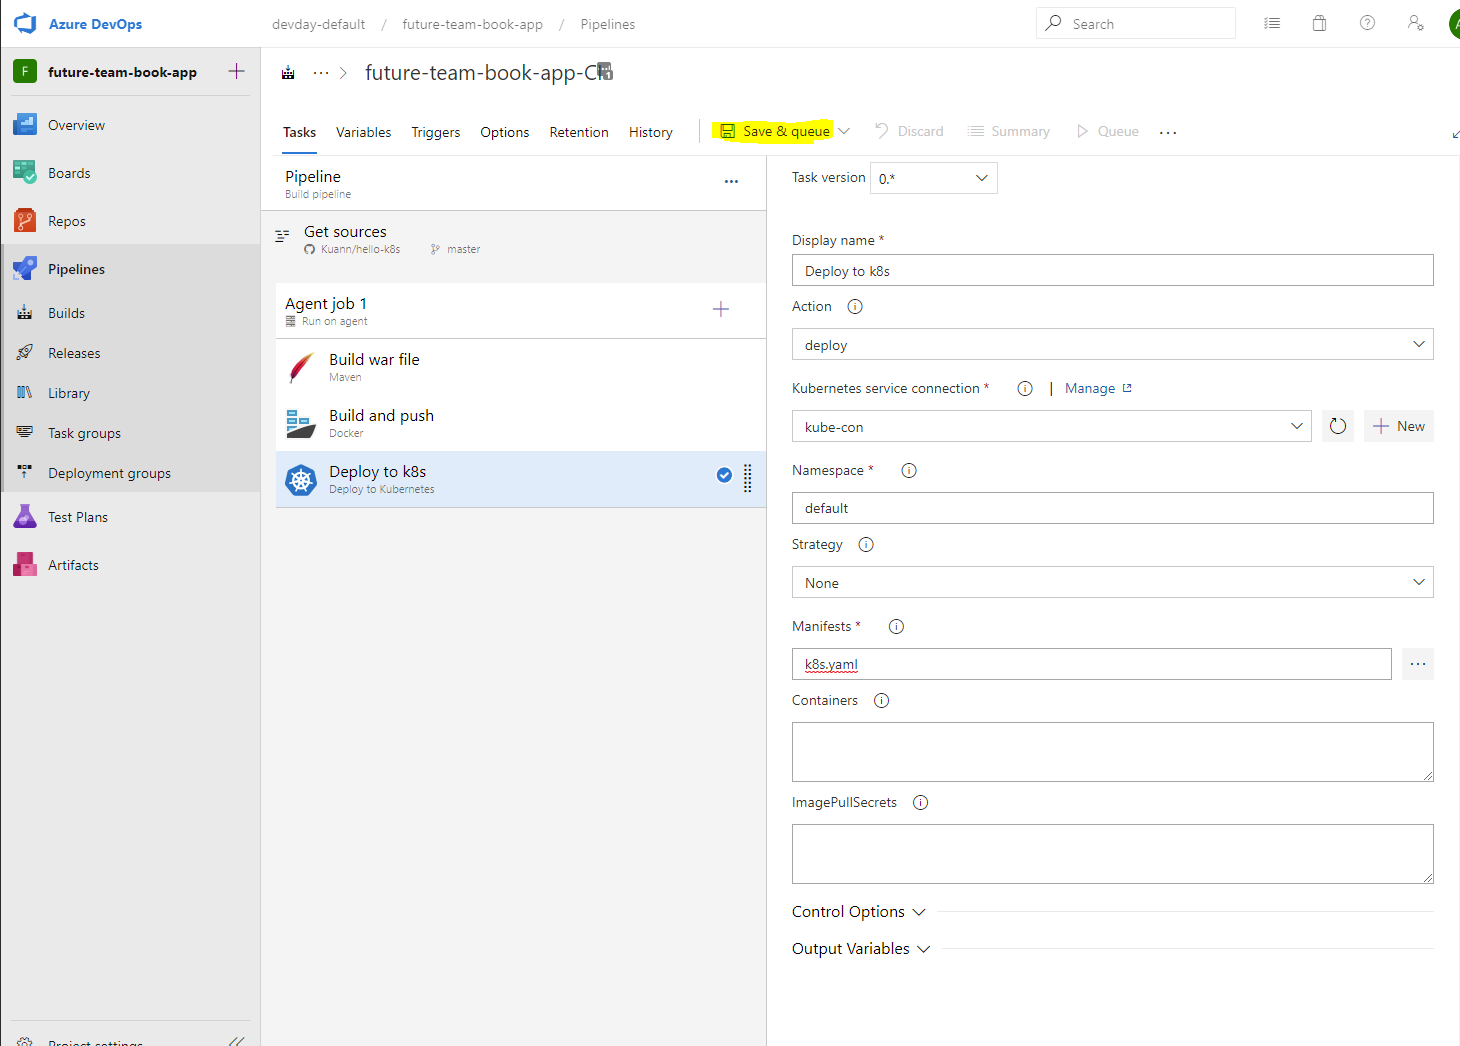 Azure DevOps
devday-default / future-team-book-app / Pipelines
Search
F future-team-book-app
future-team-book-app-CI
Overview
Boards
Repos
Pipelines
Builds
Releases
Library
Task groups
Deployment groups
Test Plans
Artifacts
Project settings
Tasks Variables Triggers Options Retention History Save & queue Discard Summary Queue ...
Pipeline
Build pipeline
Get sources
Kuann/hello-k8s master
Agent job 1
Run on agent
Build war file
Maven
Build and push
Docker
Deploy to k8s
Deploy to Kubernetes
Task version 0.*
Display name *
Deploy to k8s
Action
deploy
Kubernetes service connection * | Manage
kube-con New
Namespace *
default
Strategy
None
Manifests *
k8s.yaml
Containers
ImagePullSecrets
Control Options
Output Variables